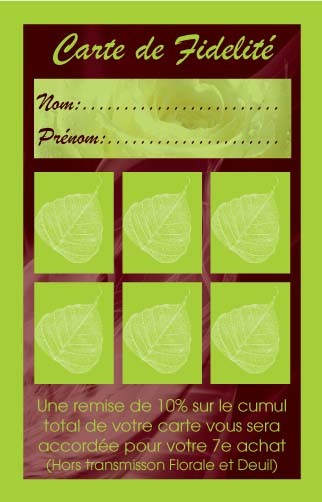 Carte de Fidelité
Nom:........................
Prénom:.....................
Une remise de 10% sur le cumul
total de votre carte vous sera
accordée pour votre 7e achat
(Hors transmisson Florale et Deuil)